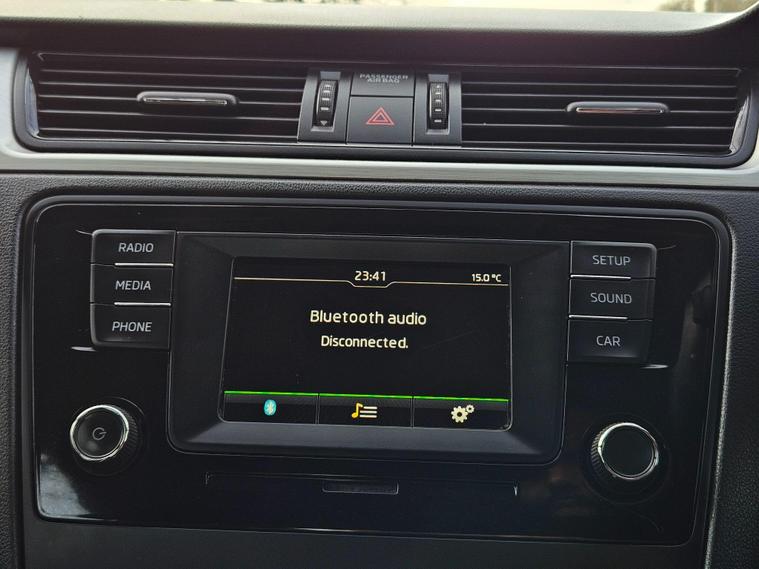 PASSENGER
AIR BAG
RADIO
MEDIA
PHONE
23:41
15.0 °C
Bluetooth audio
Disconnected.
SETUP
SOUND
CAR